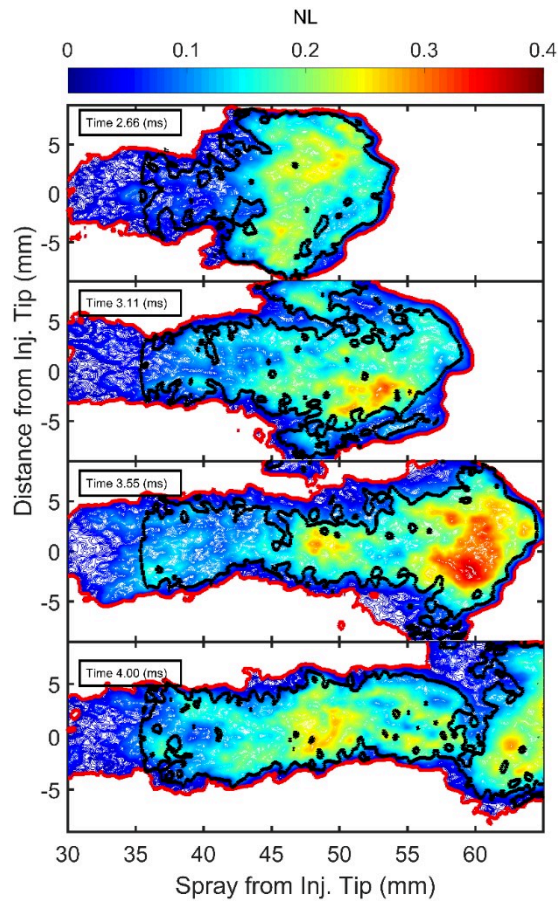 NL
0 0.1 0.2 0.3 0.4
Time 2.66 (ms)
5
0
-5
Time 3.11 (ms)
5
0
-5
Distance from Inj. Tip (mm)
Time 3.55 (ms)
5
0
-5
Time 4.00 (ms)
5
0
-5
30 35 40 45 50 55 60
Spray from Inj. Tip (mm)